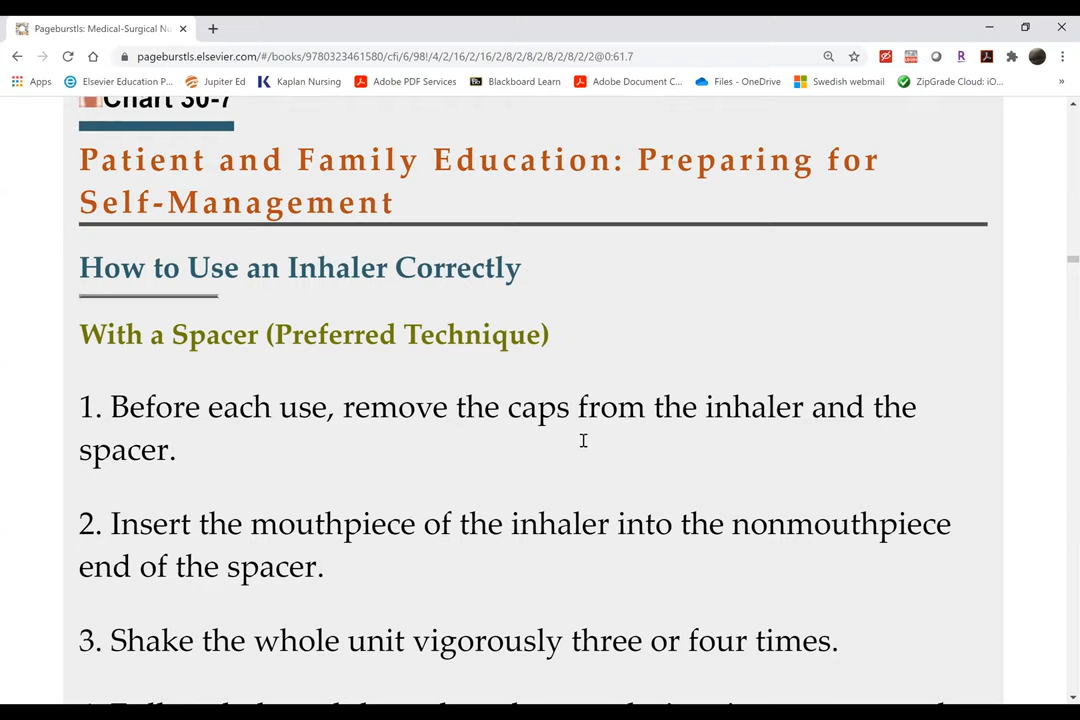 Pageburstls: Medical-Surgical Nu
pageburstls.elsevier.com/#/books/9780323461580/cfi/6/98!/4/2/16/2/16/2/8/2/8/2/8/2/8/2/2@0:61.7
Apps Elsevier Education P... Jupiter Ed Kaplan Nursing Adobe PDF Services Blackboard Learn Adobe Document C... Files - OneDrive Swedish webmail ZipGrade Cloud: iO... »
Chart 30-7
Patient and Family Education: Preparing for
Self-Management
How to Use an Inhaler Correctly
With a Spacer (Preferred Technique)
1. Before each use, remove the caps from the inhaler and the
spacer.
2. Insert the mouthpiece of the inhaler into the nonmouthpiece
end of the spacer.
3. Shake the whole unit vigorously three or four times.